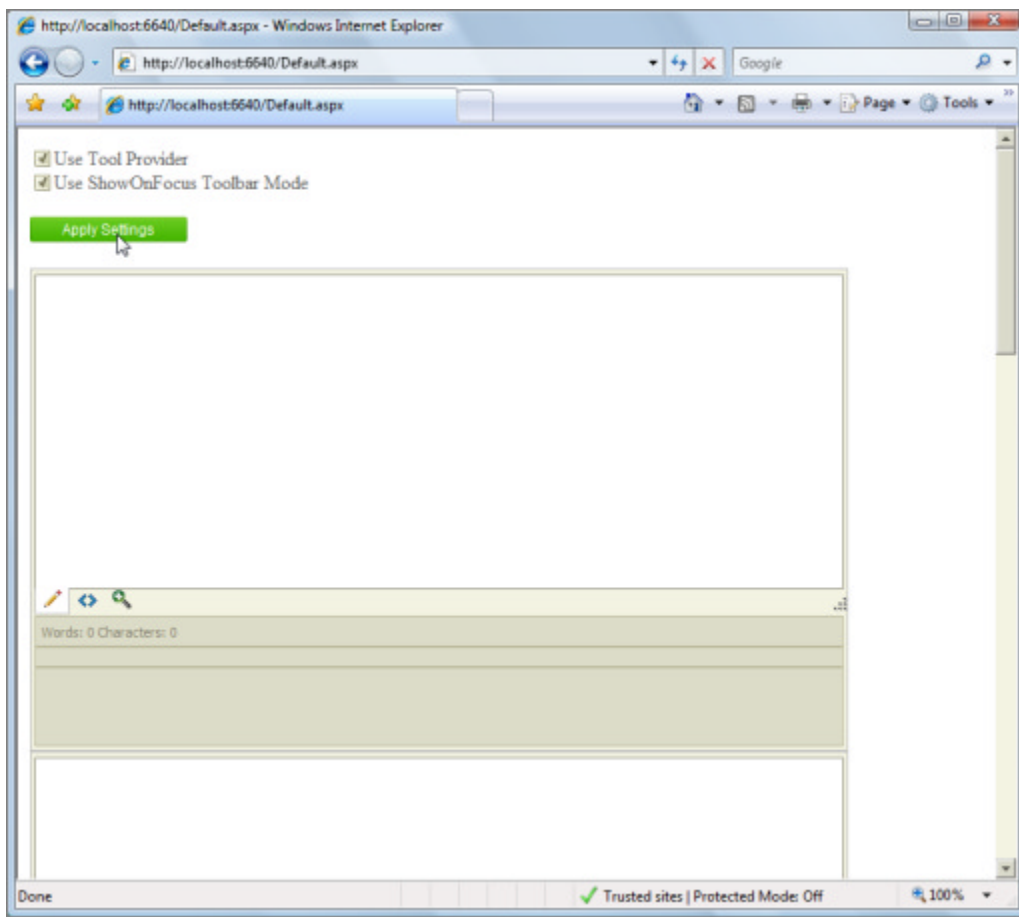 http://localhost:6640/Default.aspx - Windows Internet Explorer
http://localhost:6640/Default.aspx
Google
http://localhost:6640/Default.aspx
Page
Tools
Use Tool Provider
Use ShowOnFocus Toolbar Mode
Apply Settings
Words: 0 Characters: 0
Done
Trusted sites | Protected Mode: Off
100%